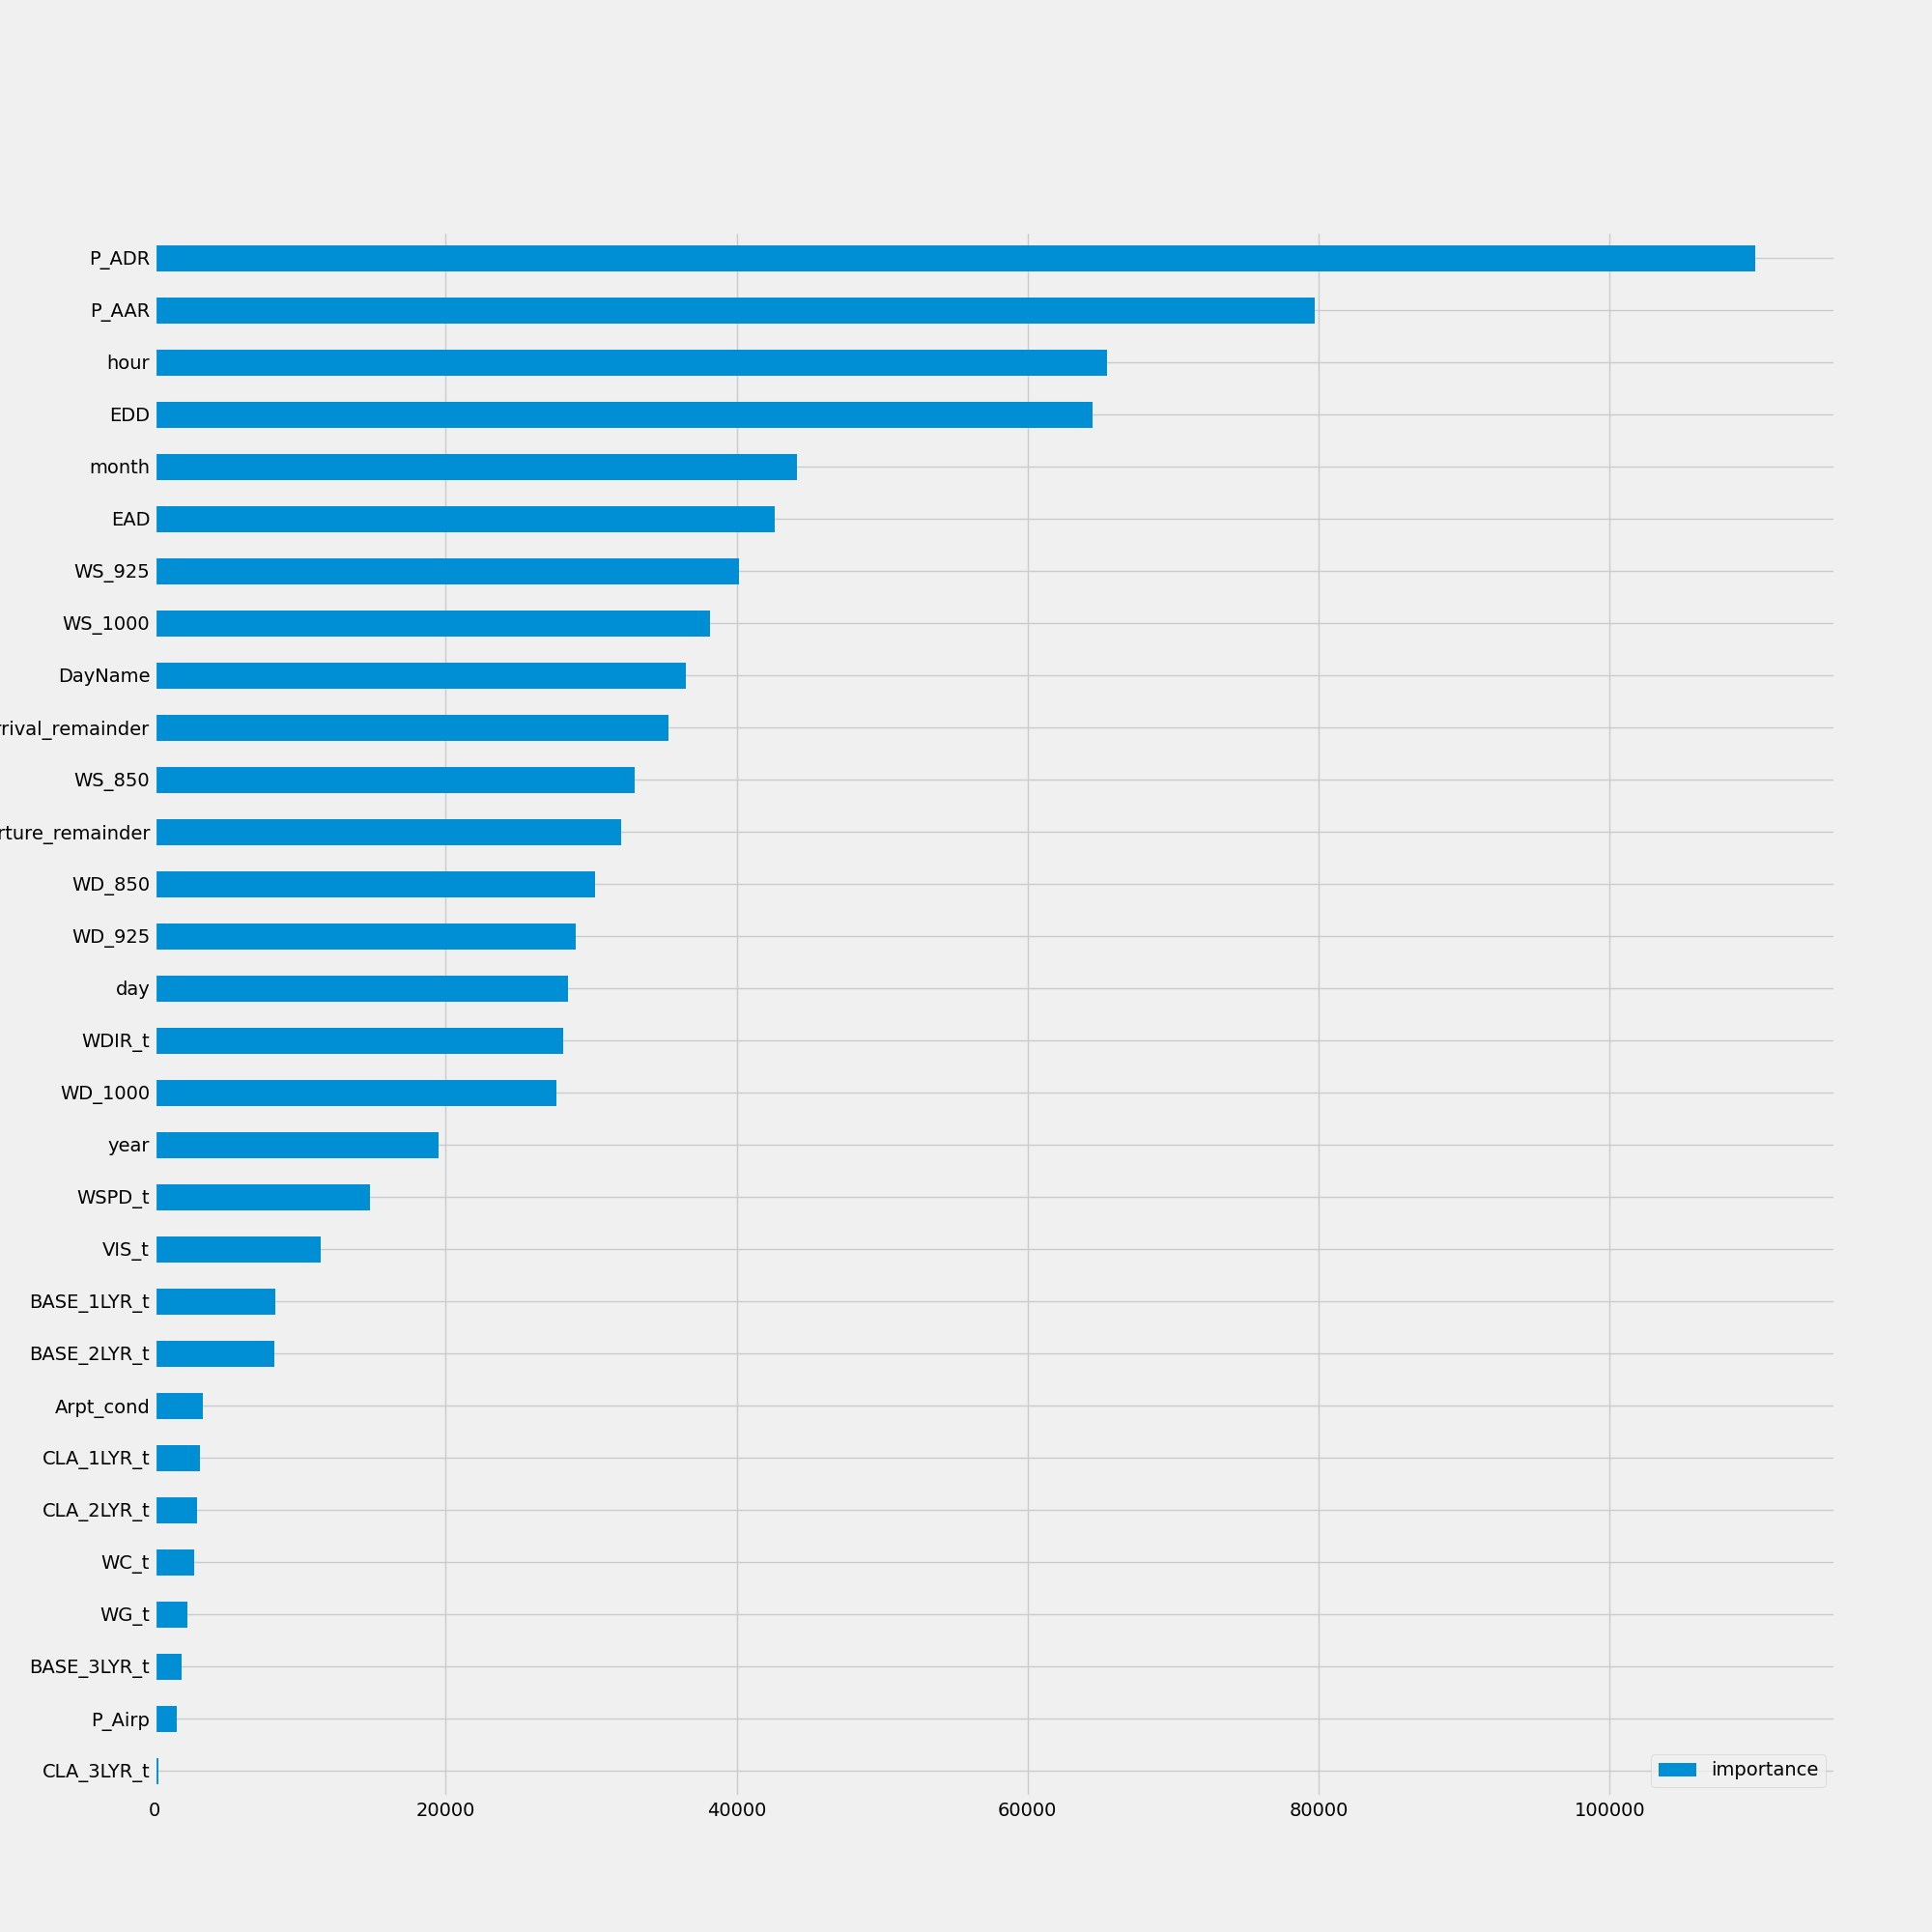 P_ADR
P_AAR
hour
EDD
month
EAD
WS_925
WS_1000
DayName
rival_remainder
WS_850
rture_remainder
WD_850
WD_925
day
WDIR_t
WD_1000
year
WSPD_t
VIS_t
BASE_1LYR_t
BASE_2LYR_t
Arpt_cond
CLA_1LYR_t
CLA_2LYR_t
WC_t
WG_t
BASE_3LYR_t
P_Airp
CLA_3LYR_t
importance
0 20000 40000 60000 80000 100000